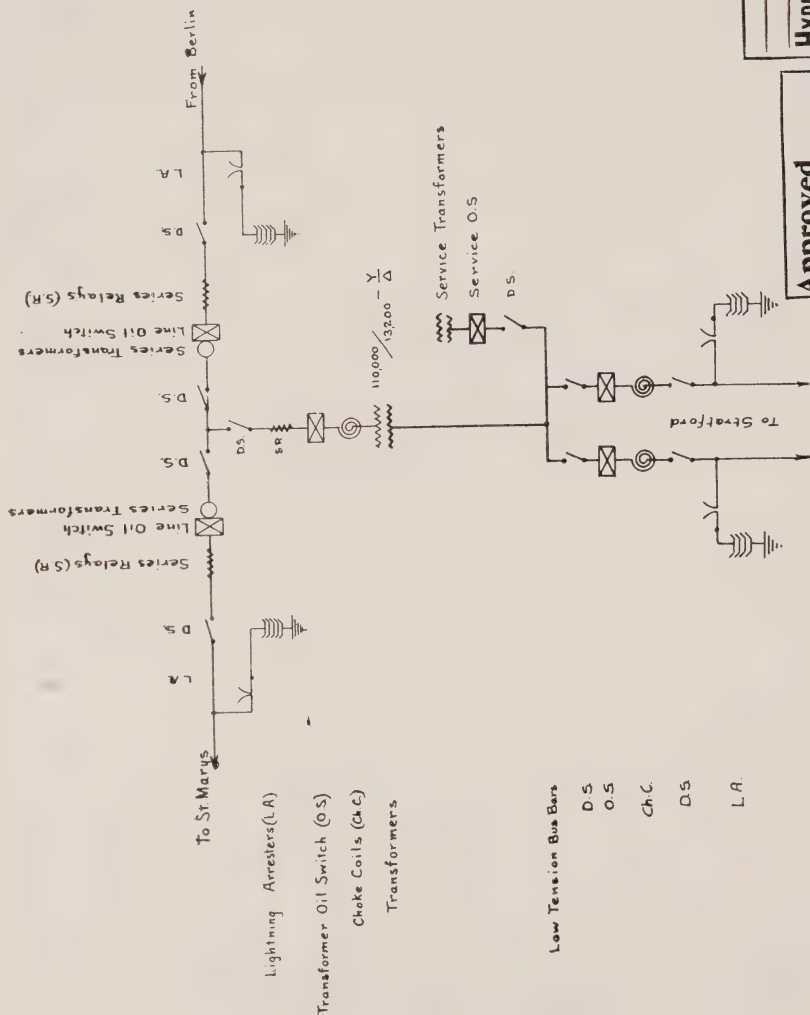 From Berlin
L.A.
D.S.
Series Relays (S.R)
Line Oil Switch
Series Transformers
D.S.
D.S.
Series Transformers
Line Oil Switch
Series Relays (S.R)
D.S.
L.A.
To St. Marys
D.S.
S.R
110,000/13,200 - Y/Δ
Service Transformers
Service O.S
D.S.
To Stratford
Lightning Arresters (L.A)
Transformer Oil Switch (O.S)
Choke Coils (Ch.C)
Transformers
Low Tension Bus Bars
D.S
O.S
Ch.C.
D.S
L.A.
Approved